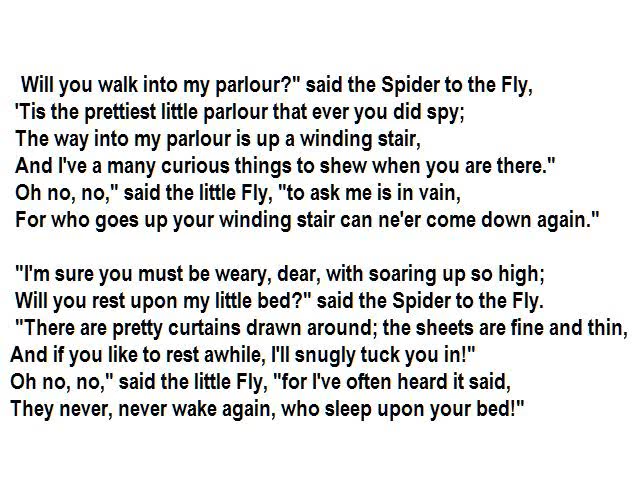 Will you walk into my parlour?" said the Spider to the Fly,
'Tis the prettiest little parlour that ever you did spy;
The way into my parlour is up a winding stair,
And I've a many curious things to shew when you are there."
Oh no, no," said the little Fly, "to ask me is in vain,
For who goes up your winding stair can ne'er come down again."

"I'm sure you must be weary, dear, with soaring up so high;
Will you rest upon my little bed?" said the Spider to the Fly.
"There are pretty curtains drawn around; the sheets are fine and thin,
And if you like to rest awhile, I'll snugly tuck you in!"
Oh no, no," said the little Fly, "for I've often heard it said,
They never, never wake again, who sleep upon your bed!"